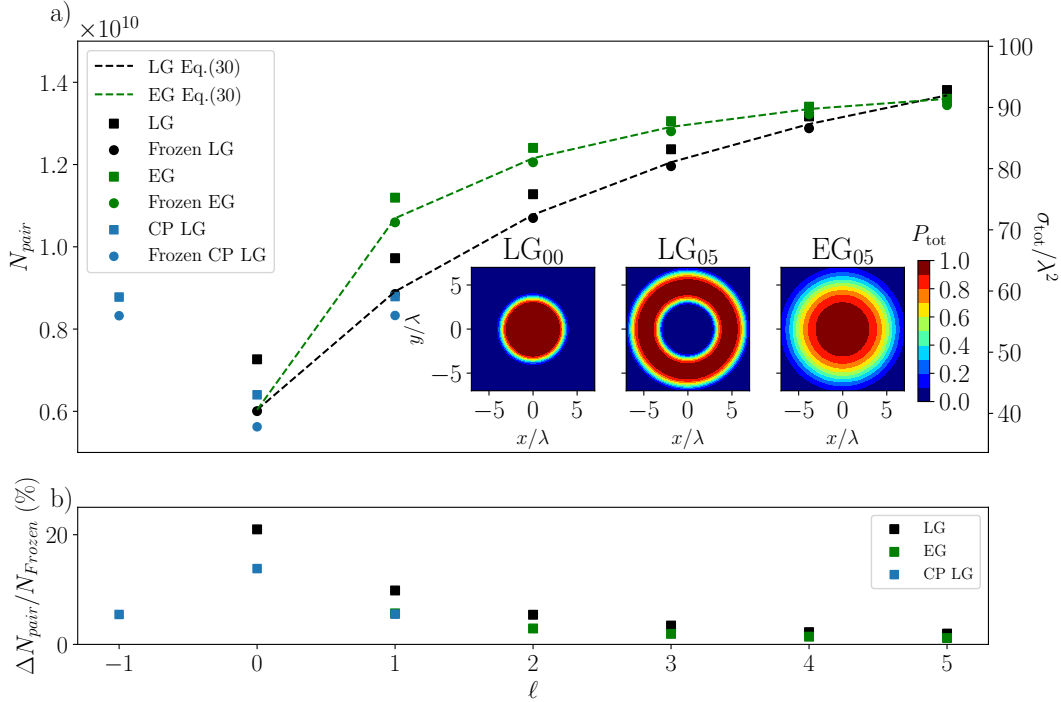 a)
×10^10
1.4
1.2
1.0
0.8
0.6
N_pair
LG Eq.(30)
EG Eq.(30)
LG
Frozen LG
EG
Frozen EG
CP LG
Frozen CP LG
100
90
80
70
60
50
40
σ_tot/λ^2
LG_00
LG_05
EG_05
P_tot
5
0
−5
y/λ
−5 0 5
x/λ
−5 0 5
x/λ
−5 0 5
x/λ
1.0
0.8
0.6
0.4
0.2
0.0
b)
20
0
ΔN_pair/N_Frozen (%)
LG
EG
CP LG
−1 0 1 2 3 4 5
ℓ